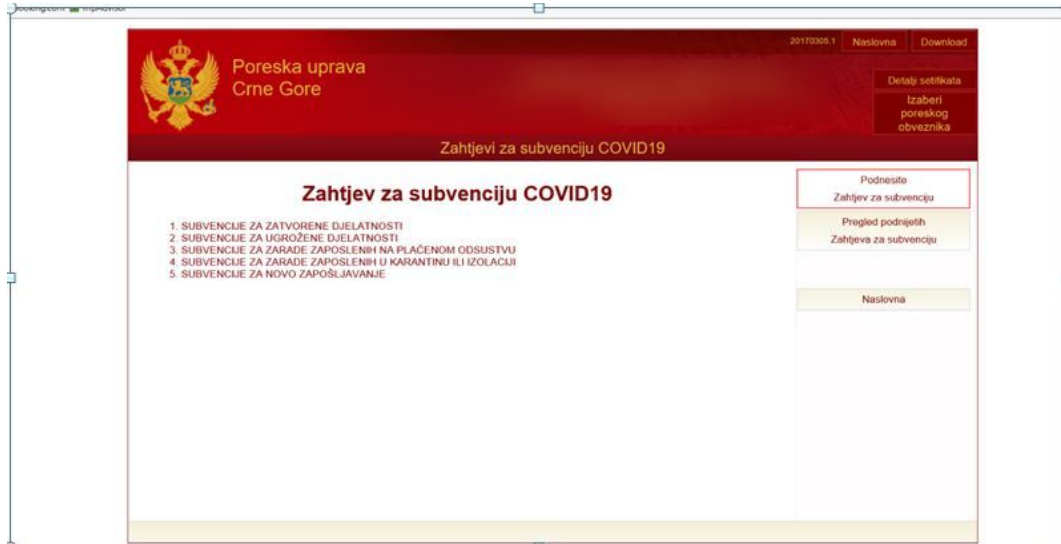 20170305.1 Naslovna Download
Poreska uprava
Crne Gore
Detalji setifikata
Izaberi
poreskog
obveznika
Zahtjevi za subvenciju COVID19
Zahtjev za subvenciju COVID19
1. SUBVENCIJE ZA ZATVORENE DJELATNOSTI
2. SUBVENCIJE ZA UGROŽENE DJELATNOSTI
3. SUBVENCIJE ZA ZARADE ZAPOSLENIH NA PLAĆENOM ODSUSTVU
4. SUBVENCIJE ZA ZARADE ZAPOSLENIH U KARANTINU ILI IZOLACIJI
5. SUBVENCIJE ZA NOVO ZAPOŠLJAVANJE
Podnesite
Zahtjev za subvenciju
Pregled podnijetih
Zahtjeva za subvenciju
Naslovna